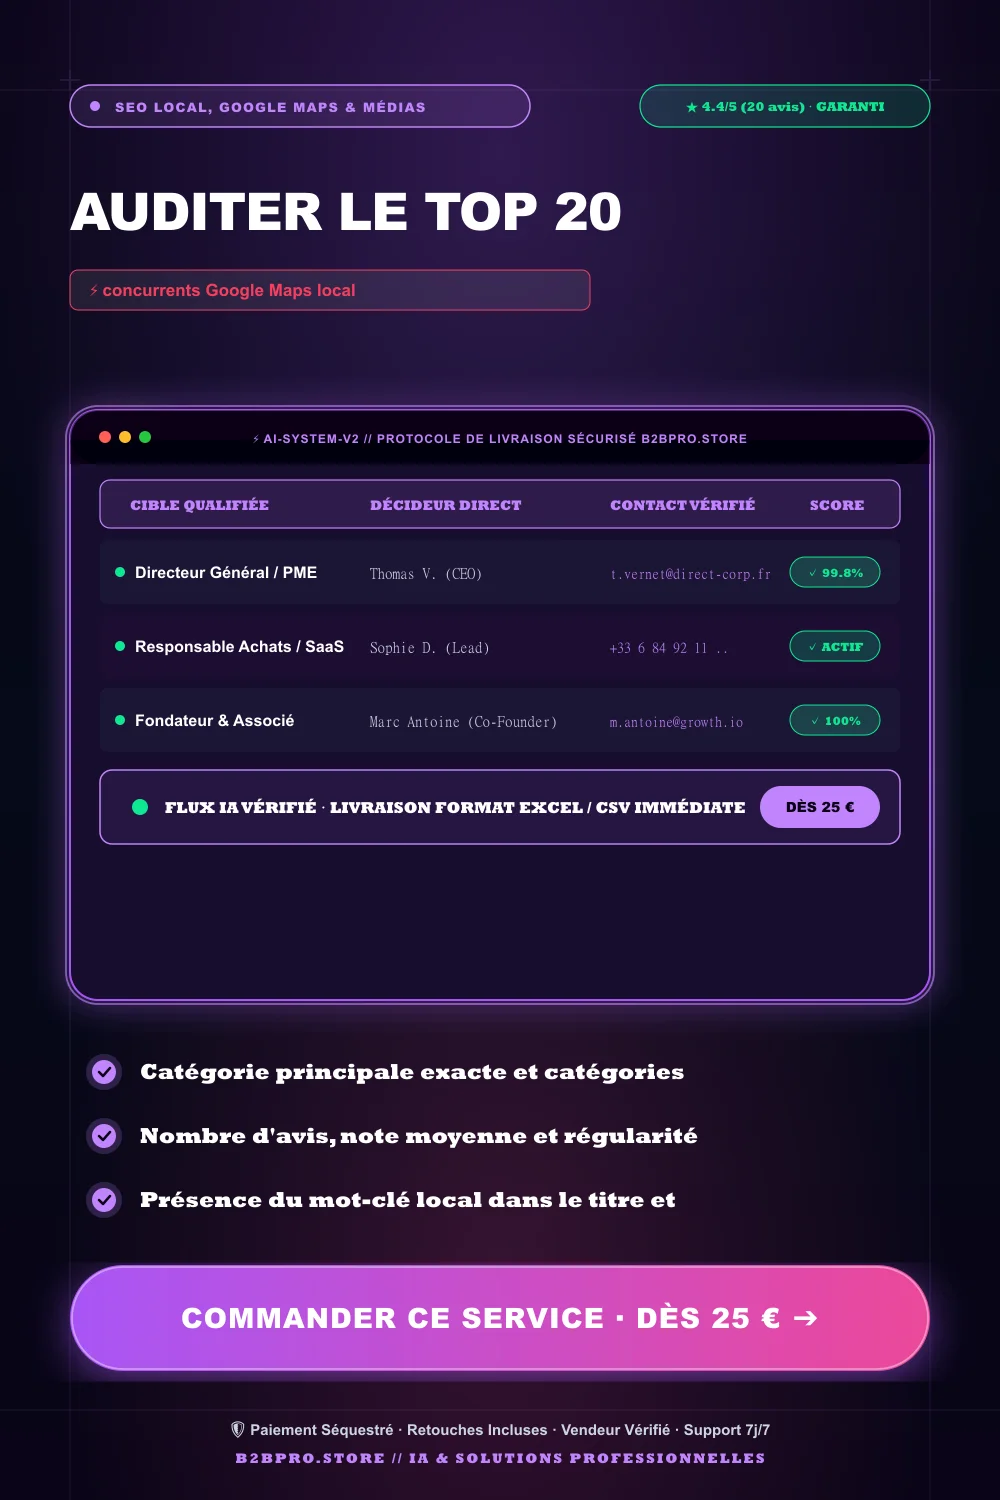 SEO LOCAL, GOOGLE MAPS & MÉDIAS
★ 4.4/5 (20 avis) · GARANTI
AUDITER LE TOP 20
⚡ concurrents Google Maps local
⚡ AI-SYSTEM-V2 // PROTOCOLE DE LIVRAISON SÉCURISÉ B2BPRO.STORE
CIBLE QUALIFIÉE DÉCIDEUR DIRECT CONTACT VÉRIFIÉ SCORE
Directeur Général / PME Thomas V. (CEO) t.vernet@direct-corp.fr ✓ 99.8%
Responsable Achats / SaaS Sophie D. (Lead) +33 6 84 92 11 .. ✓ ACTIF
Fondateur & Associé Marc Antoine (Co-Founder) m.antoine@growth.io ✓ 100%
FLUX IA VÉRIFIÉ · LIVRAISON FORMAT EXCEL / CSV IMMÉDIATE DÈS 25 €
Catégorie principale exacte et catégories
Nombre d'avis, note moyenne et régularité
Présence du mot-clé local dans le titre et
COMMANDER CE SERVICE · DÈS 25 € ➔
🛡 Paiement Séquestré · Retouches Incluses · Vendeur Vérifié · Support 7j/7
B2BPRO.STORE // IA & SOLUTIONS PROFESSIONNELLES